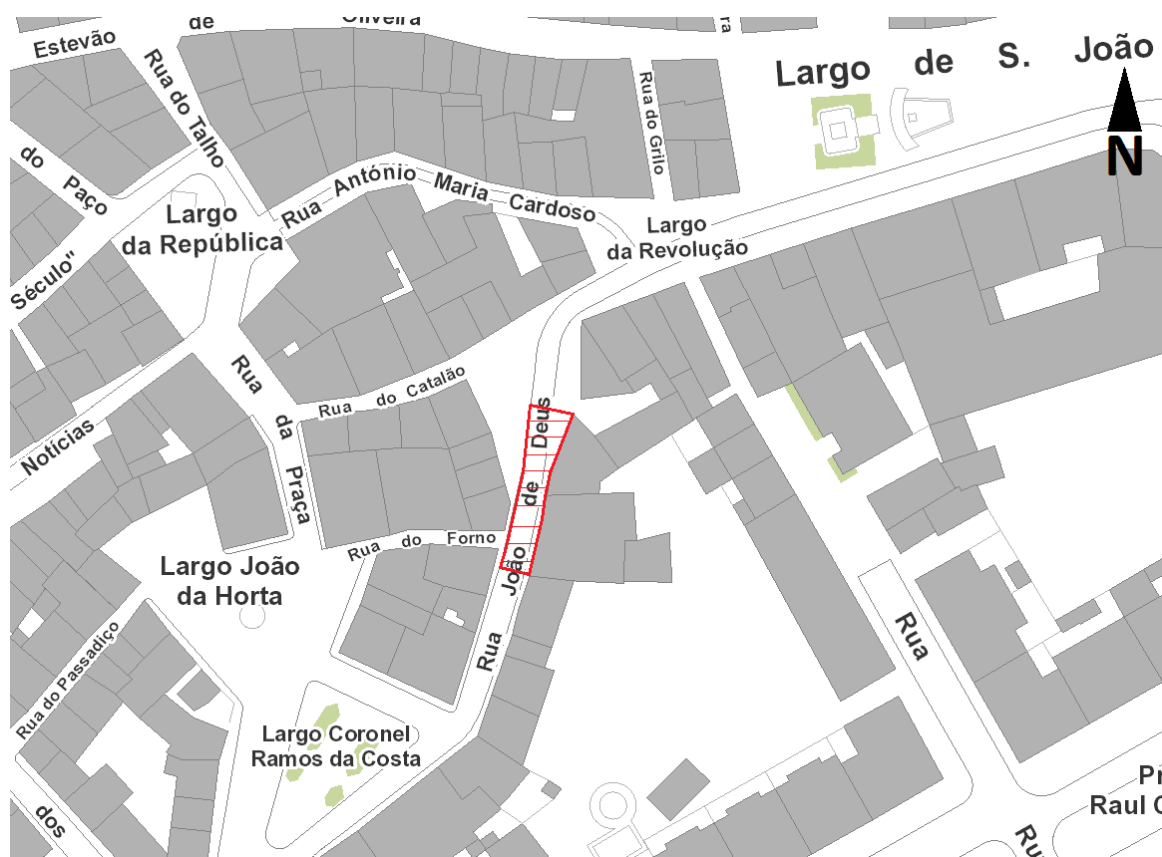 de
Oliveira
Estevão
Rua do Talho
Rua do Grilo
Largo de S. João
N
do Paço
Largo
da República
Rua António Maria Cardoso
Largo
da Revolução
Século"
Rua da Praça
Rua do Catalão
Notícias
Rua João de Deus
Rua do Forno
Largo João
da Horta
Rua do Passadiço
Rua
Largo Coronel
Ramos da Costa
dos
Raul